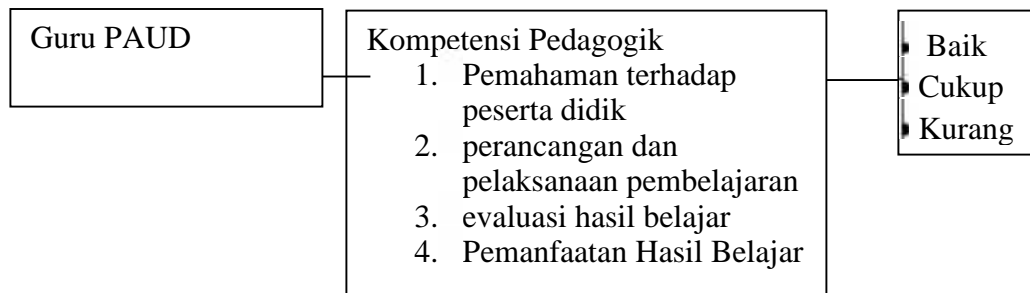 Guru PAUD
Kompetensi Pedagogik
1. Pemahaman terhadap
peserta didik
2. perancangan dan
pelaksanaan pembelajaran
3. evaluasi hasil belajar
4. Pemanfaatan Hasil Belajar
Baik
Cukup
Kurang